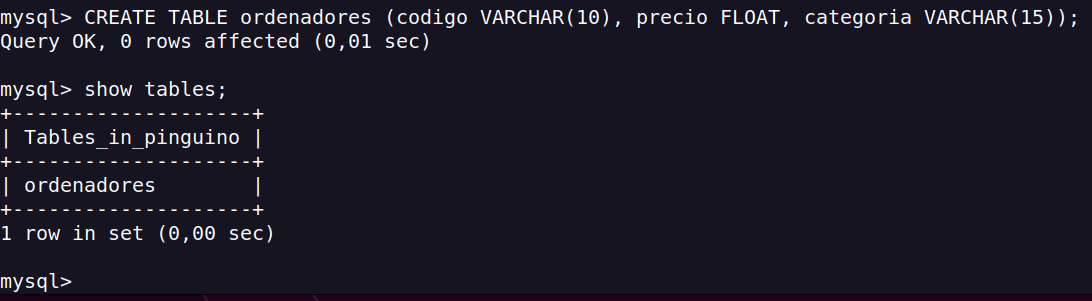 mysql> CREATE TABLE ordenadores (codigo VARCHAR(10), precio FLOAT, categoria VARCHAR(15));
Query OK, 0 rows affected (0,01 sec)
mysql> show tables;
+--------------------+
| Tables_in_pinguino |
+--------------------+
| ordenadores        |
+--------------------+
1 row in set (0,00 sec)
mysql>